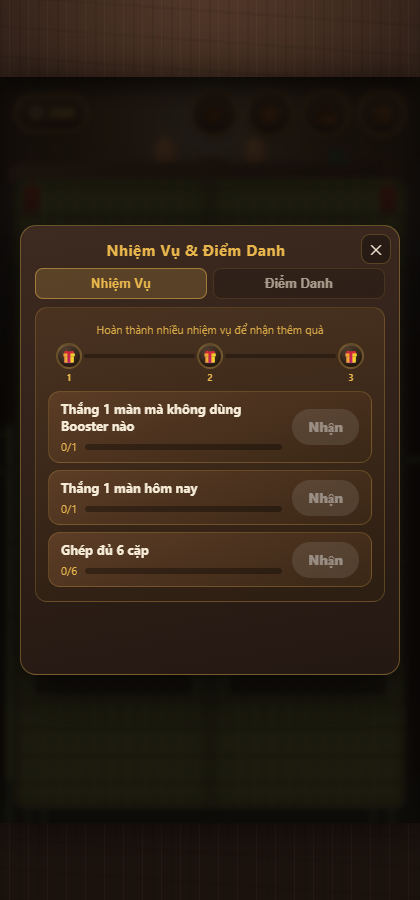 Nhiệm Vụ & Điểm Danh
Nhiệm Vụ
Điểm Danh
Hoàn thành nhiều nhiệm vụ để nhận thêm quà
1
2
3
Thắng 1 màn mà không dùng
Booster nào
0/1
Nhận
Thắng 1 màn hôm nay
0/1
Nhận
Ghép đủ 6 cặp
0/6
Nhận